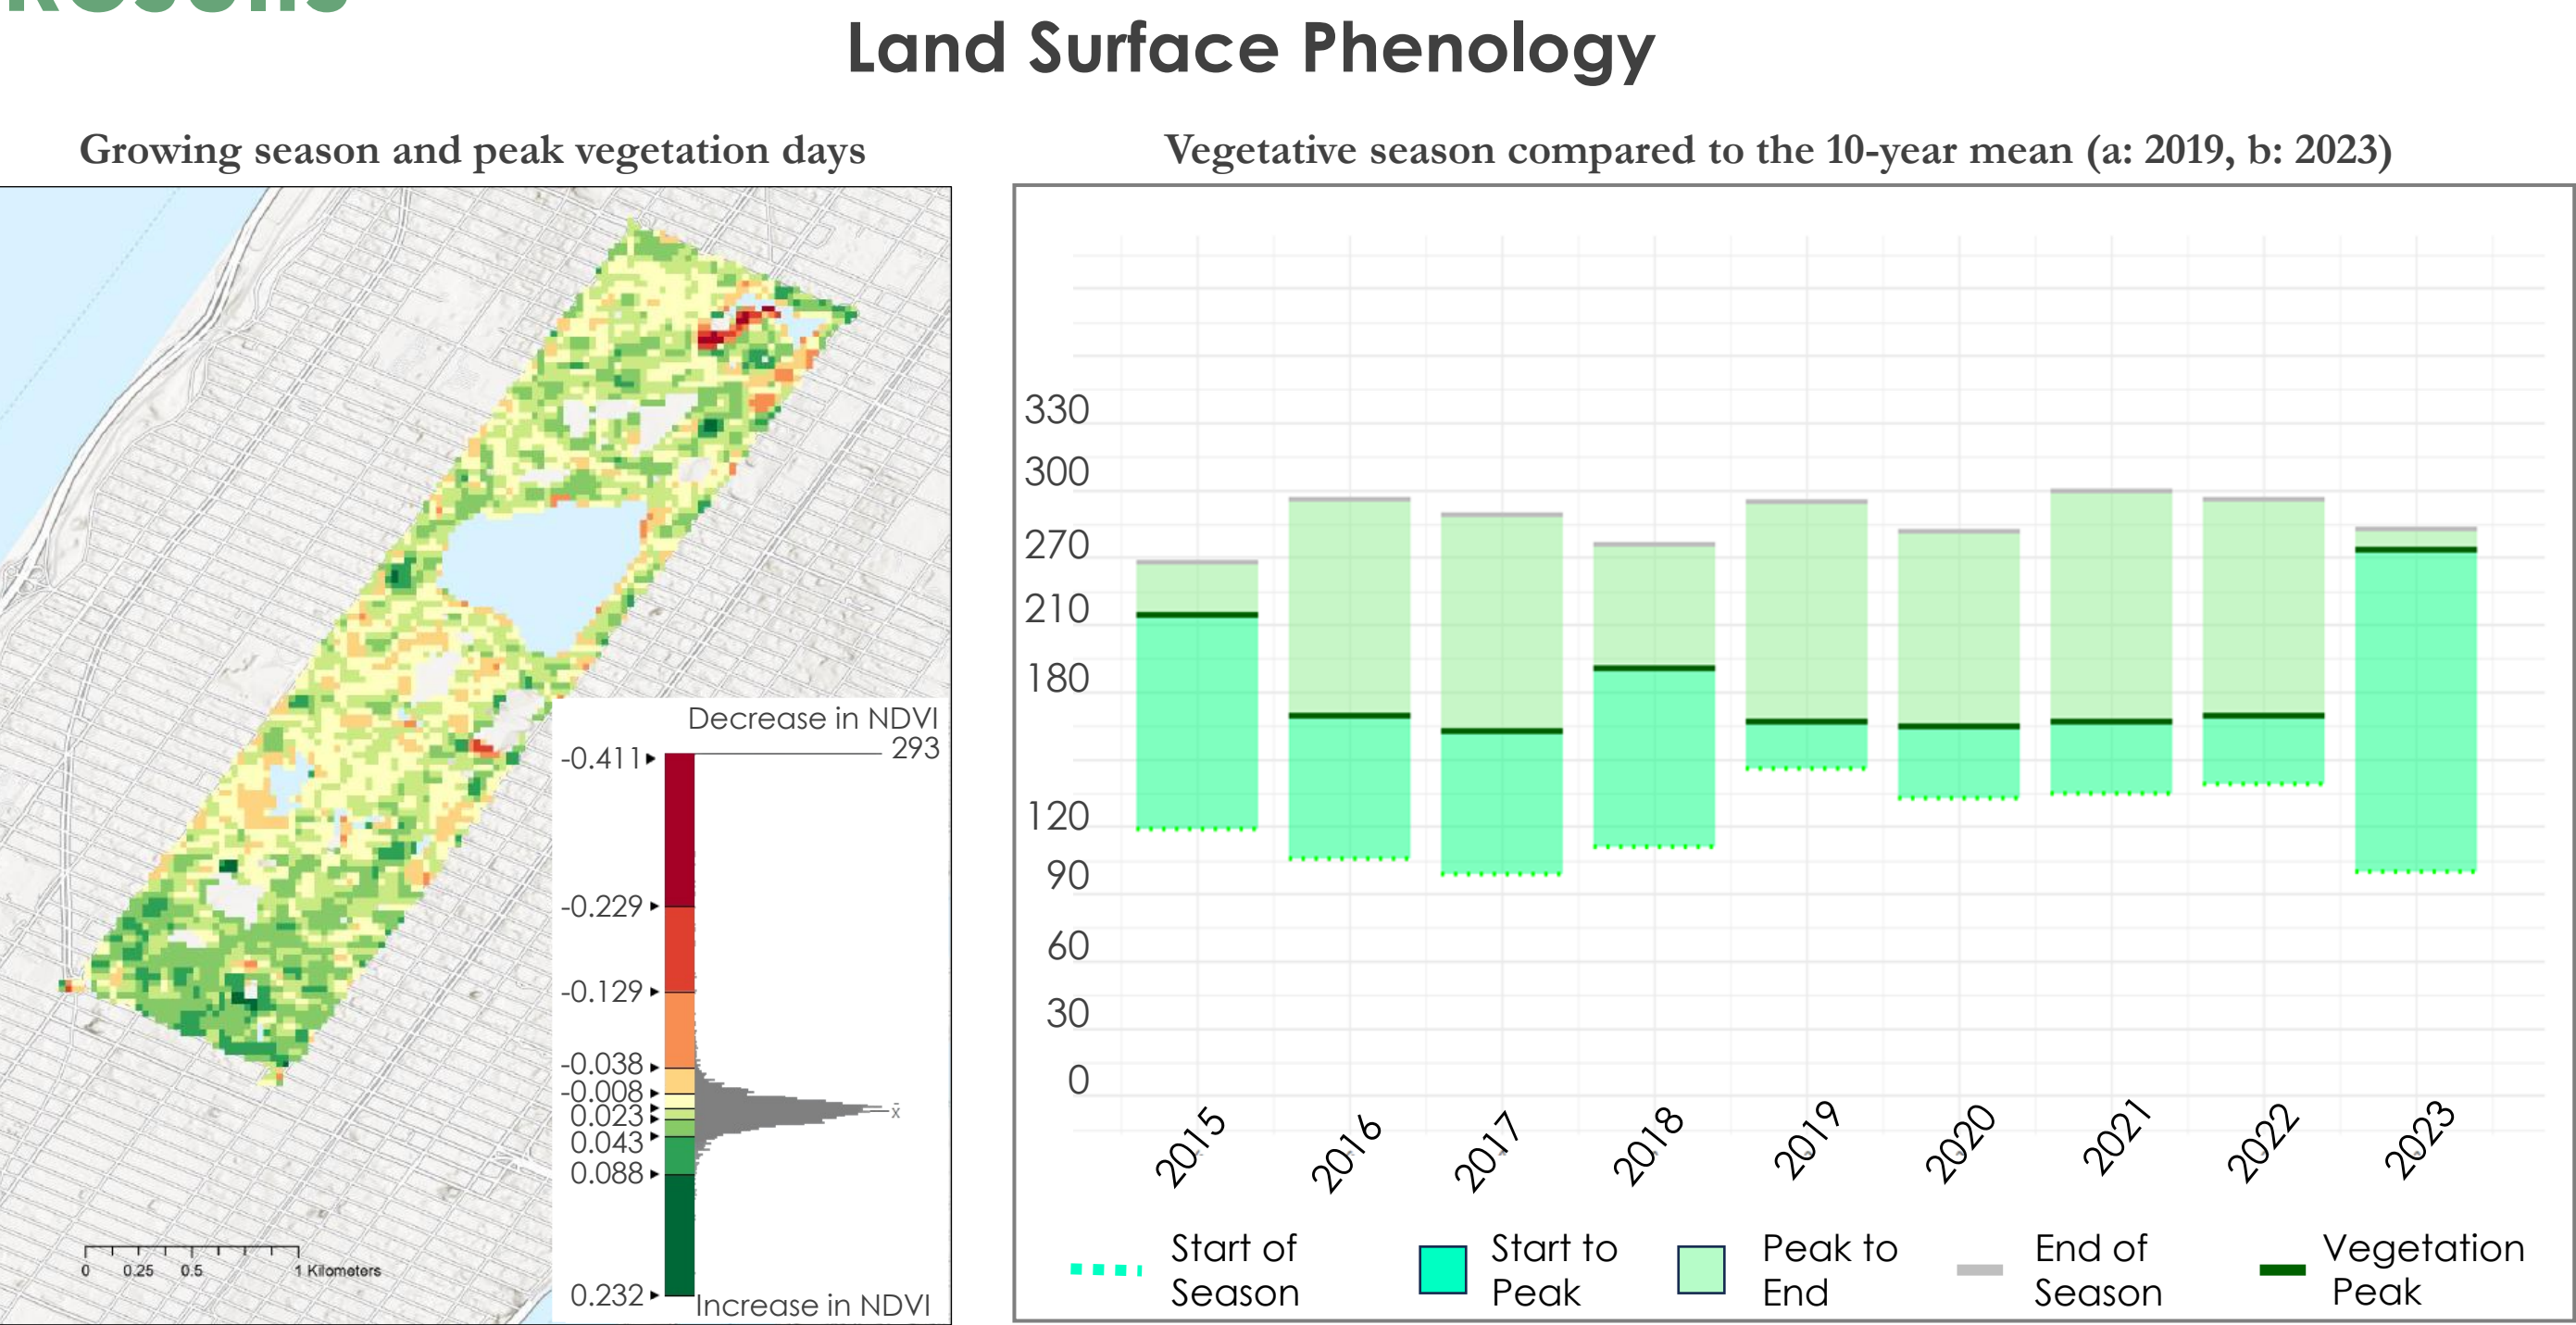 Results
Land Surface Phenology
Growing season and peak vegetation days
Vegetative season compared to the 10-year mean (a: 2019, b: 2023)
Decrease in NDVI
293
-0.411
-0.229
-0.129
-0.038
-0.008
0.023
0.043
0.088
0.232
x̄
Increase in NDVI
0 0.25 0.5 1 Kilometers
330
300
270
210
180
120
90
60
30
0
2015 2016 2017 2018 2019 2020 2021 2022 2023
Start of Season
Start to Peak
Peak to End
End of Season
Vegetation Peak